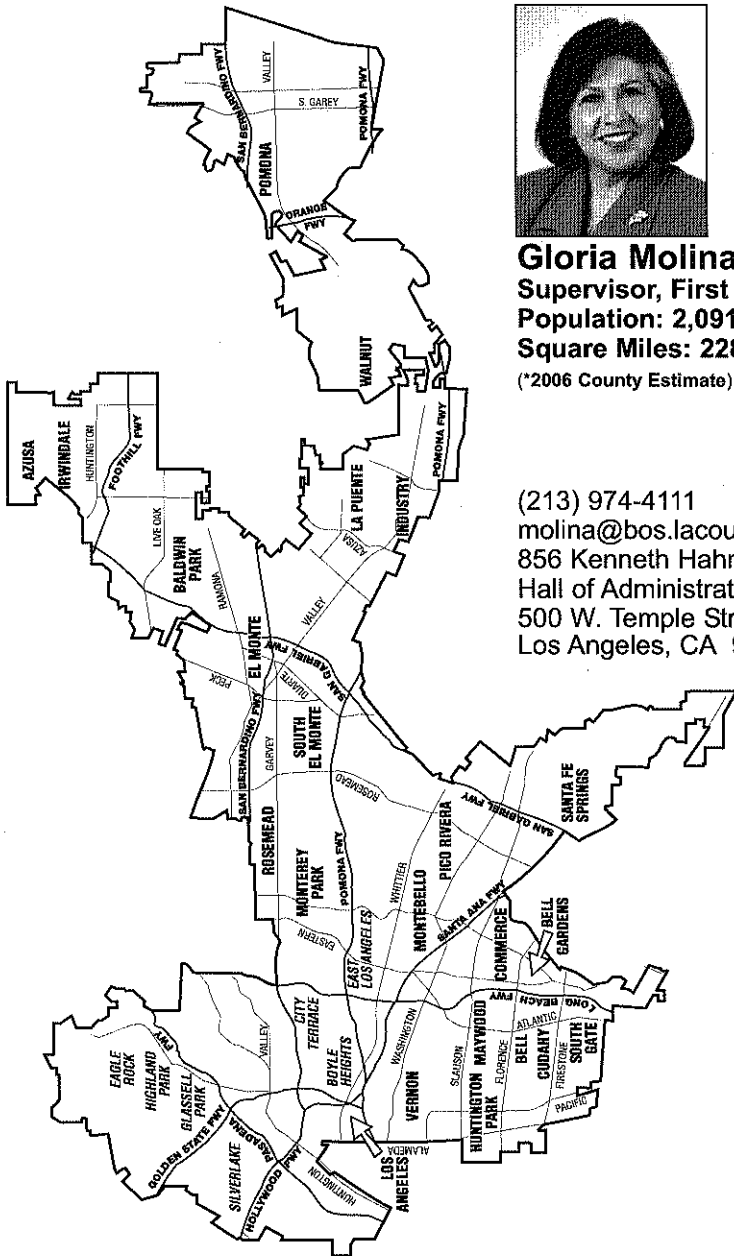 Gloria Molina
Supervisor, First
Population: 2,091
Square Miles: 228
(*2006 County Estimate)
(213) 974-4111
molina@bos.lacou
856 Kenneth Hahn
Hall of Administrat
500 W. Temple Str
Los Angeles, CA 9
SAN BERNARDINO FWY
VALLEY
S. GAREY
POMONA FWY
POMONA
ORANGE
FWY
WALNUT
AZUSA
IRWINDALE
HUNTINGTON
FOOTHILL FWY
LIVE OAK
BALDWIN
PARK
RAMONA
LA PUENTE
AZUSA
INDUSTRY
POMONA FWY
VALLEY
EL MONTE
PECK
DUARTE
SAN GABRIEL FWY
SAN BERNARDINO FWY
GARVEY
SOUTH
EL MONTE
ROSEMEAD
ROSEMEAD
MONTEREY
PARK
POMONA FWY
WHITTIER
PICO RIVERA
SAN GABRIEL FWY
SANTA FE
SPRINGS
EASTERN
EAST
LOS ANGELES
MONTEBELLO
SANTA ANA FWY
COMMERCE
BELL
GARDENS
EAGLE
ROCK
HIGHLAND
PARK
GLASSELL
PARK
FWY
VALLEY
CITY
TERRACE
BOYLE
HEIGHTS
WASHINGTON
LONG BEACH FWY
ATLANTIC
GOLDEN STATE FWY
PASADENA
SILVERLAKE
HOLLYWOOD FWY
HUNTINGTON
LOS
ANGELES
ALAMEDA
VERNON
SLAUSON
HUNTINGTON
PARK
MAYWOOD
FLORENCE
BELL
CUDAHY
FIRESTONE
SOUTH
GATE
PACIFIC